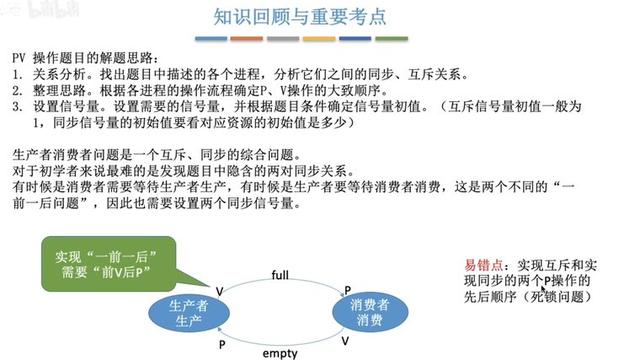 知识回顾与重要考点
PV 操作题目的解题思路：
1. 关系分析。找出题目中描述的各个进程，分析它们之间的同步、互斥关系。
2. 整理思路。根据各进程的操作流程确定P、V操作的大致顺序。
3. 设置信号量。设置需要的信号量，并根据题目条件确定信号量初值。（互斥信号量初值一般为
1，同步信号量的初始值要看对应资源的初始值是多少）
生产者消费者问题是一个互斥、同步的综合问题。
对于初学者来说最难的是发现题目中隐含的两对同步关系。
有时候是消费者需要等待生产者生产，有时候是生产者要等待消费者消费，这是两个不同的“一
前一后问题”，因此也需要设置两个同步信号量。
实现“一前一后”
需要“前V后P”
full
V
P
生产者
生产
消费者
消费
P
V
empty
易错点：实现互斥和实
现同步的两个P操作的
先后顺序（死锁问题）